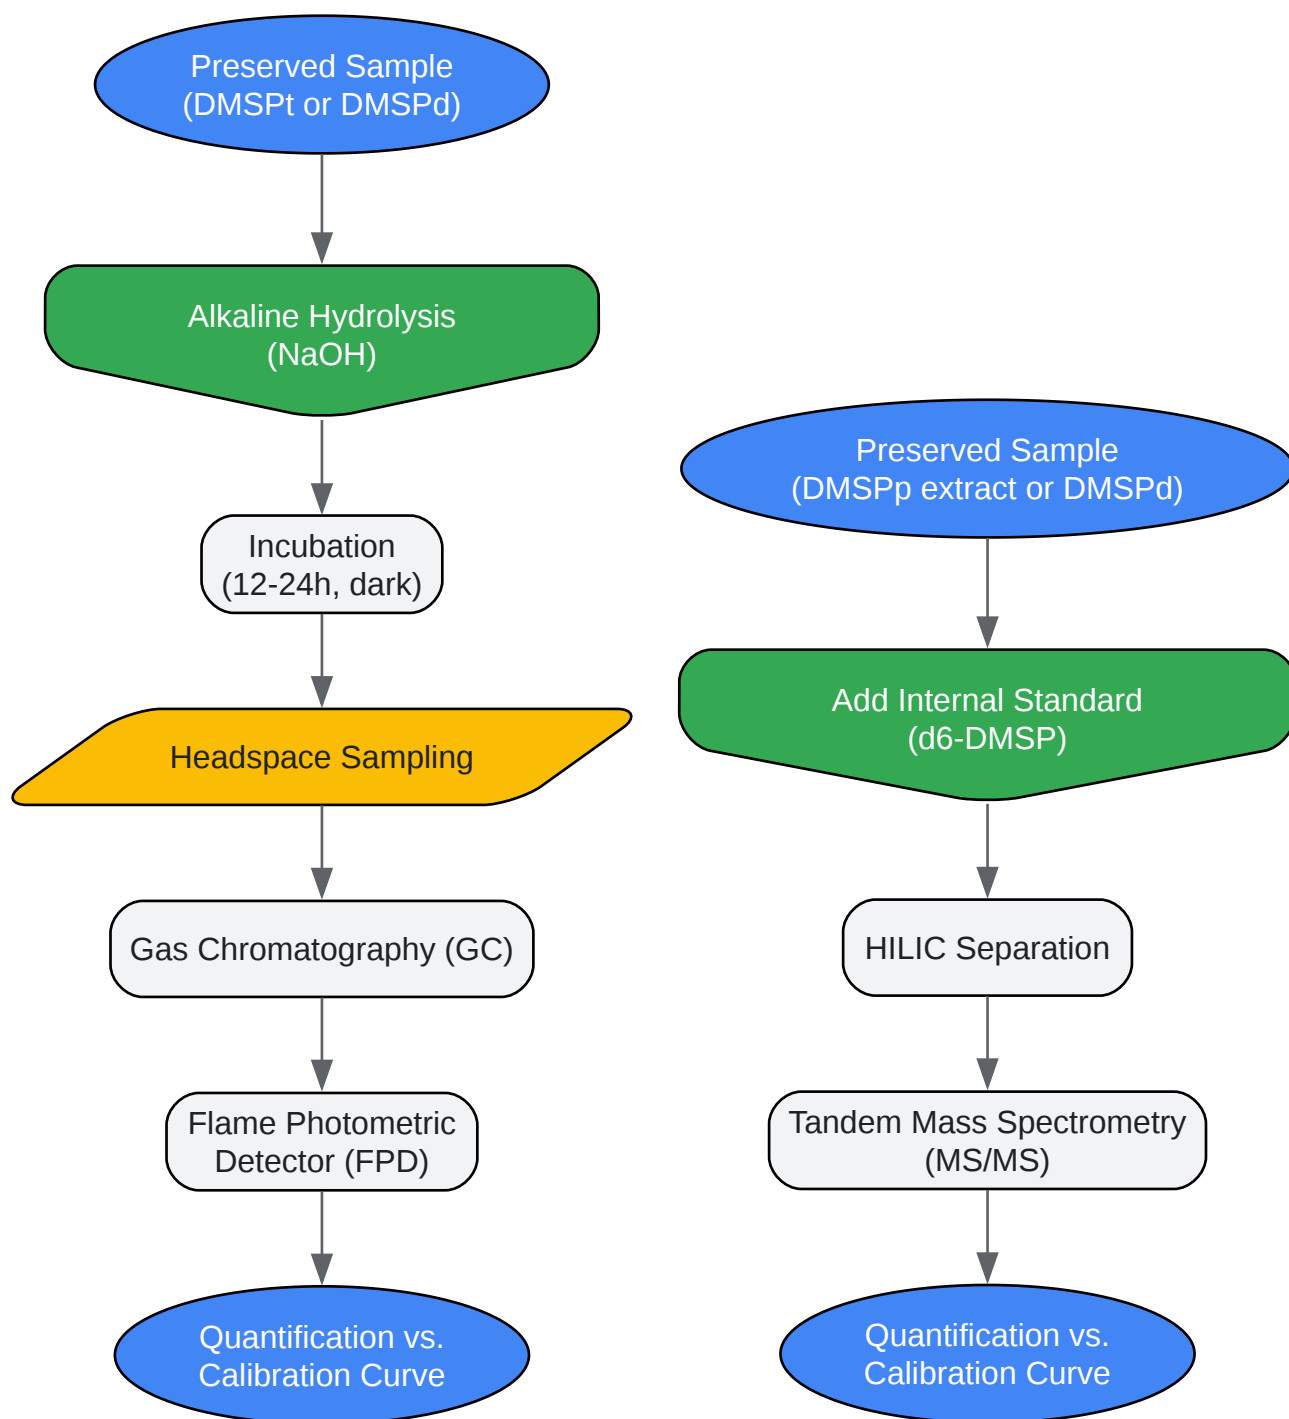 Preserved Sample
(DMSPt or DMSPd)
Alkaline Hydrolysis
(NaOH)
Incubation
(12-24h, dark)
Headspace Sampling
Gas Chromatography (GC)
Flame Photometric
Detector (FPD)
Quantification vs.
Calibration Curve
Preserved Sample
(DMSPp extract or DMSPd)
Add Internal Standard
(d6-DMSP)
HILIC Separation
Tandem Mass Spectrometry
(MS/MS)
Quantification vs.
Calibration Curve